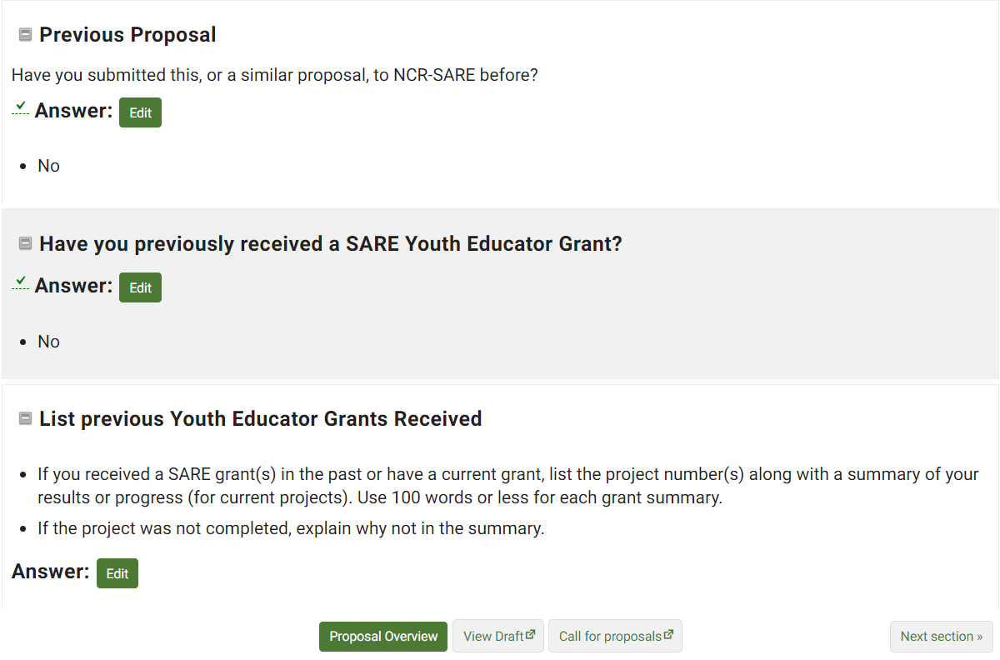 Previous Proposal
Have you submitted this, or a similar proposal, to NCR-SARE before?
Answer: Edit
• No
Have you previously received a SARE Youth Educator Grant?
Answer: Edit
• No
List previous Youth Educator Grants Received
• If you received a SARE grant(s) in the past or have a current grant, list the project number(s) along with a summary of your
results or progress (for current projects). Use 100 words or less for each grant summary.
• If the project was not completed, explain why not in the summary.
Answer: Edit
Proposal Overview View Draft Call for proposals Next section »